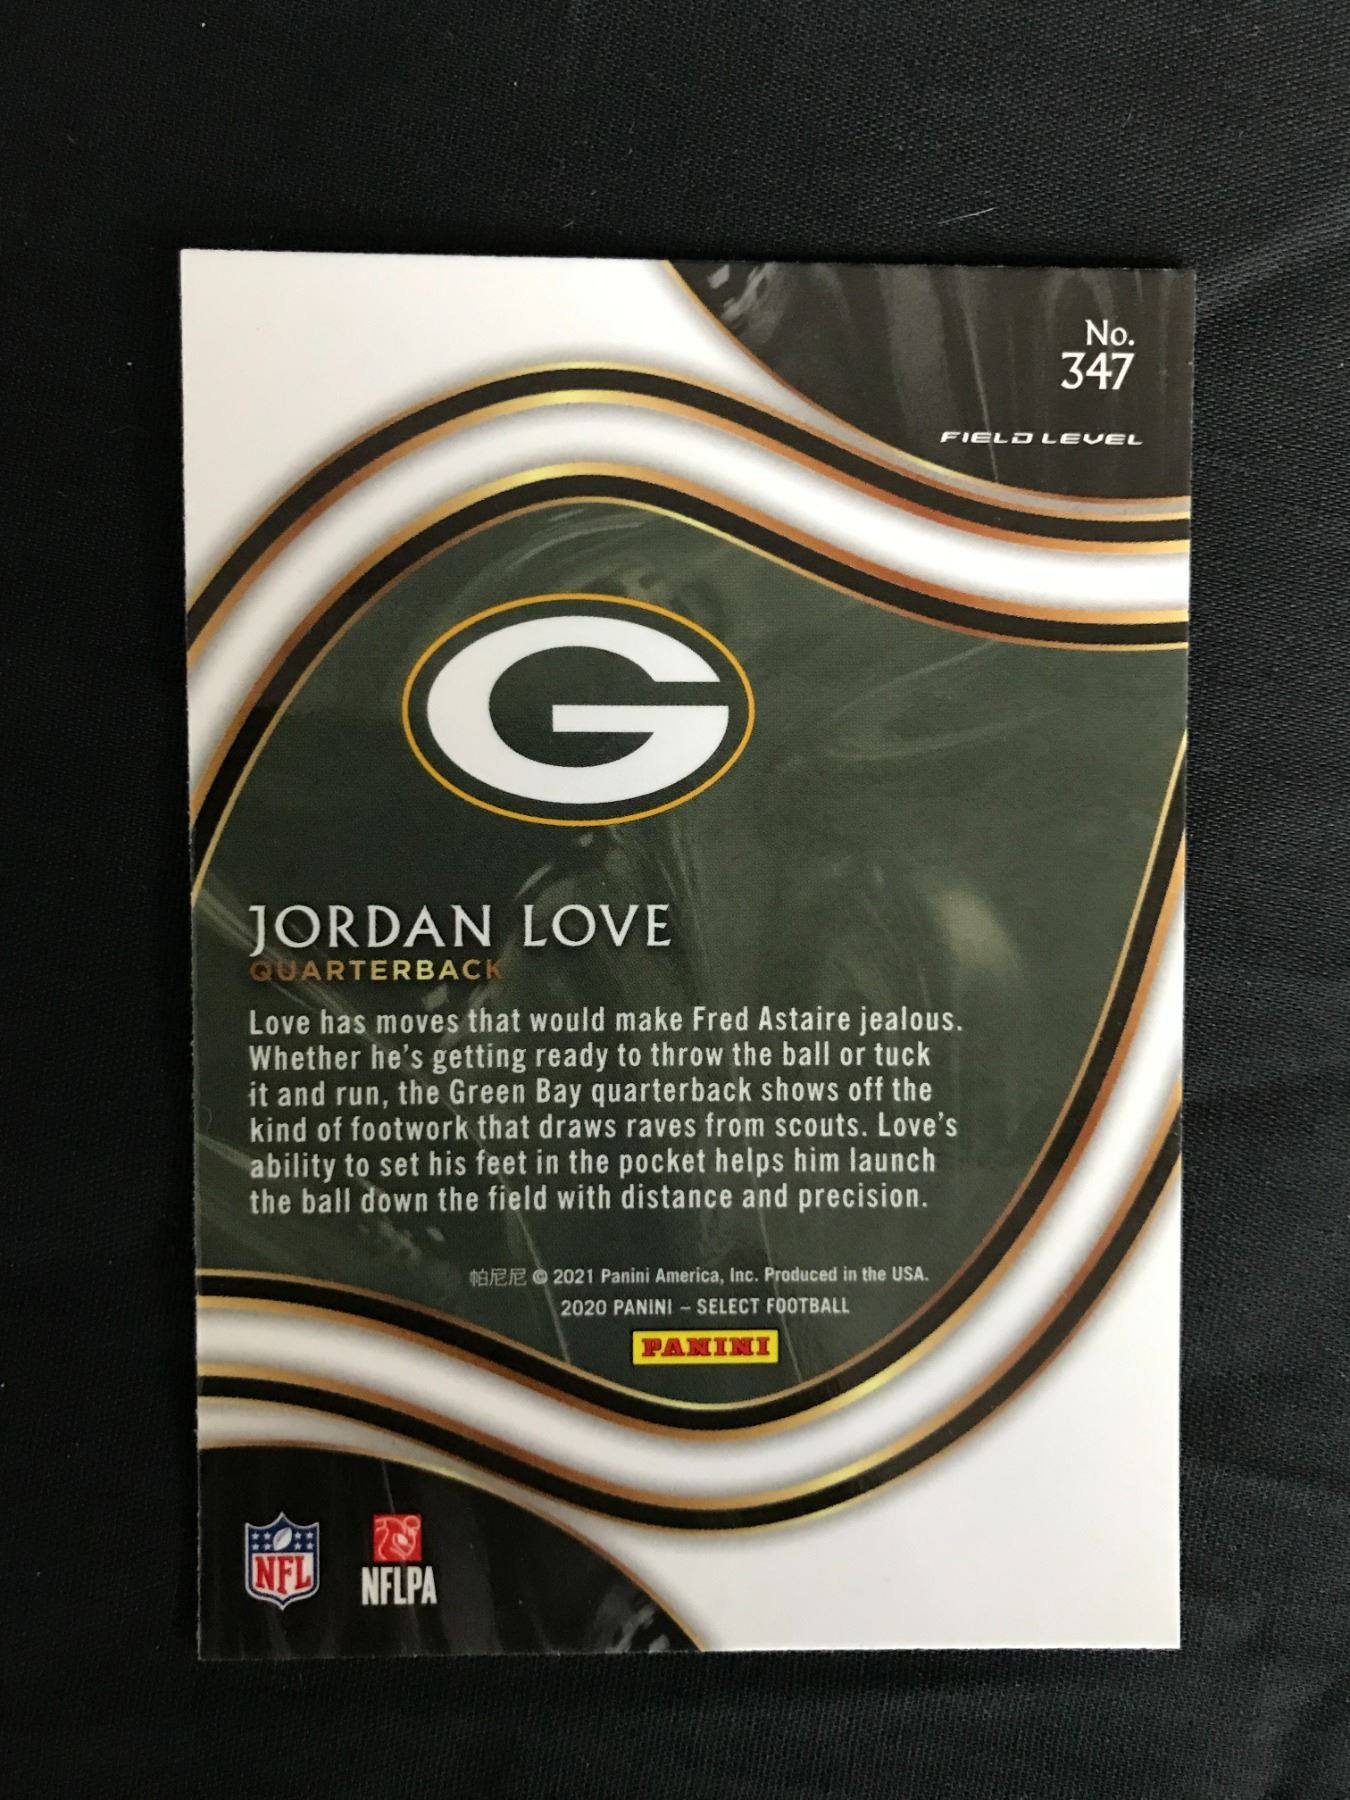 No.
347
FIELD LEVEL
G
JORDAN LOVE
QUARTERBACK
Love has moves that would make Fred Astaire jealous.
Whether he's getting ready to throw the ball or tuck
it and run, the Green Bay quarterback shows off the
kind of footwork that draws raves from scouts. Love's
ability to set his feet in the pocket helps him launch
the ball down the field with distance and precision.
帕尼尼 © 2021 Panini America, Inc. Produced in the USA.
2020 PANINI – SELECT FOOTBALL
PANINI
NFL
NFLPA